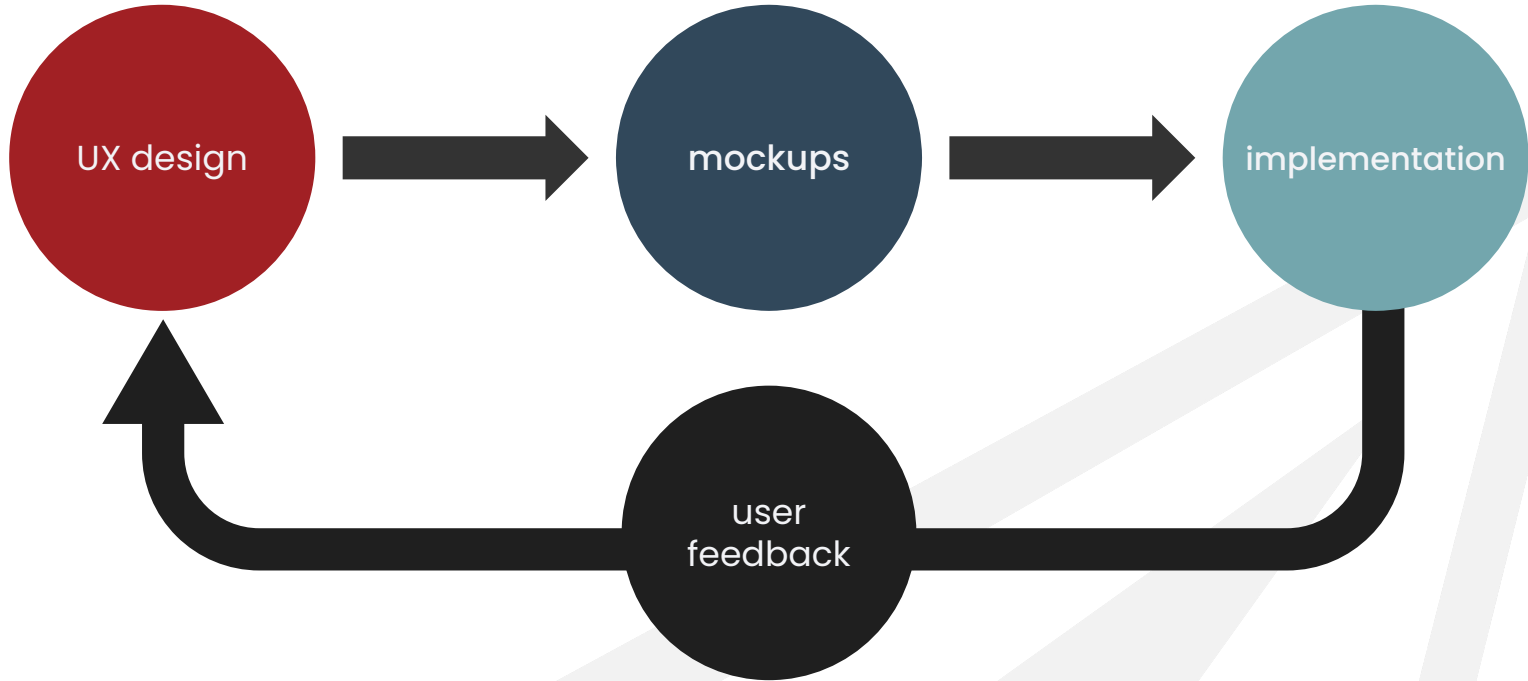 UX design
mockups
implementation
user
feedback